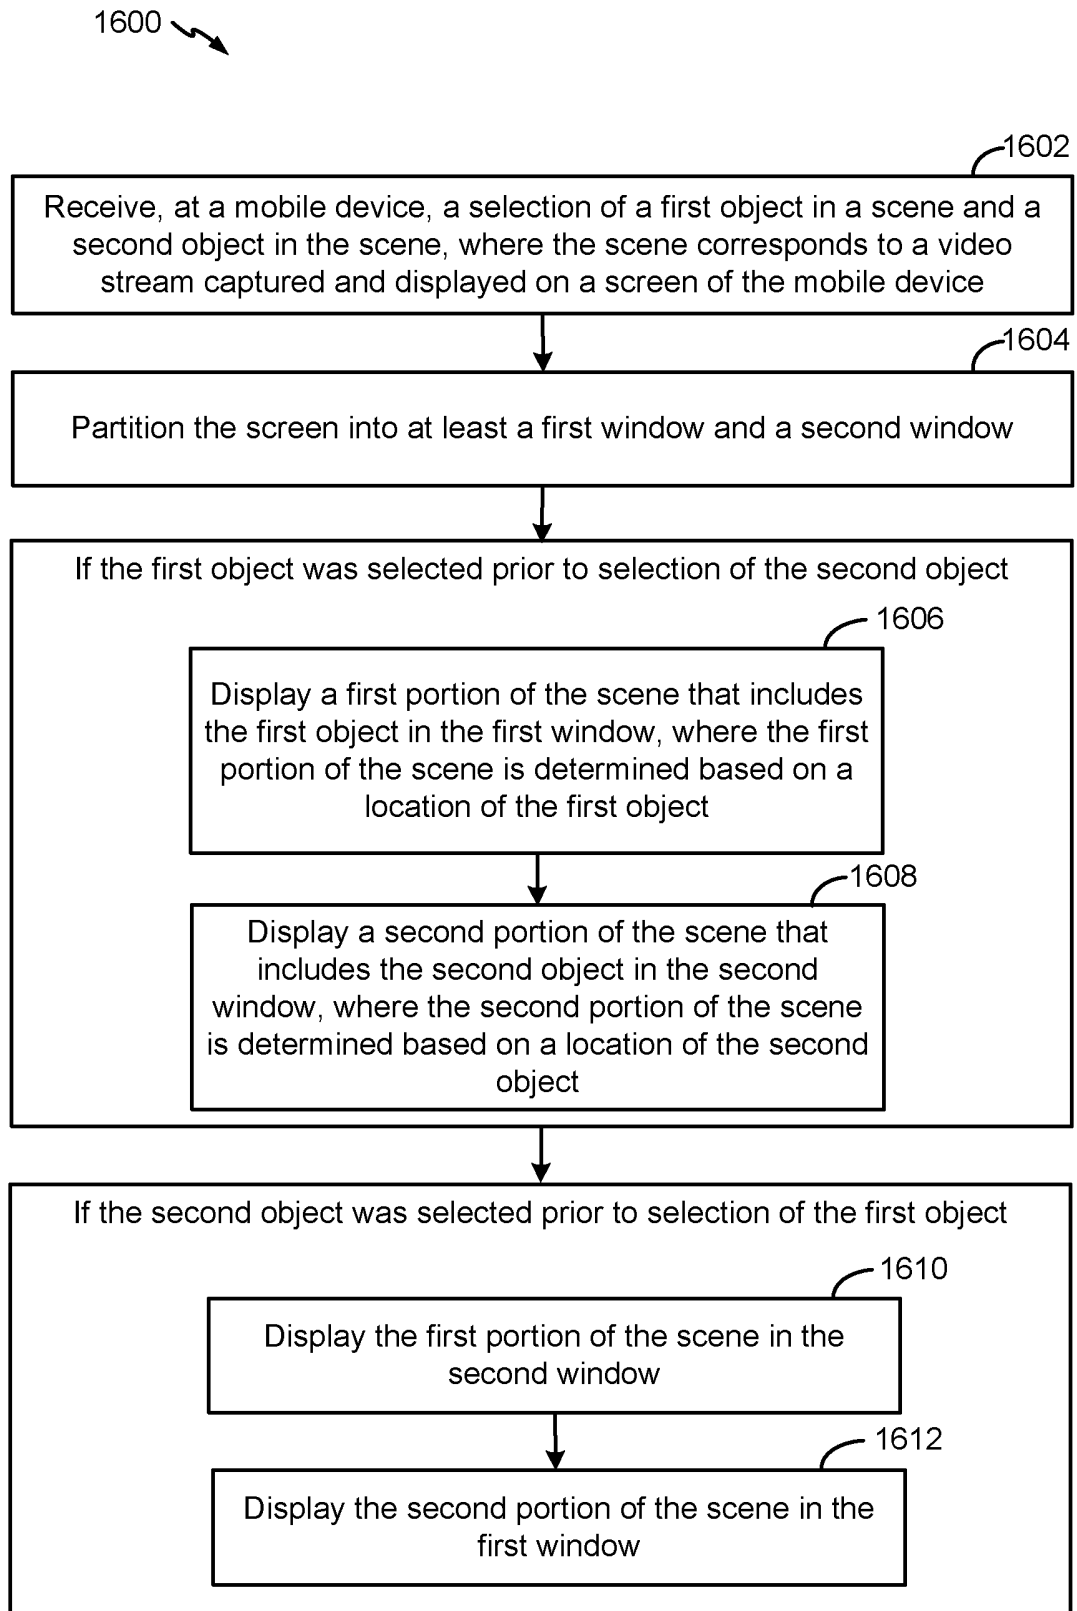 1600
1602
Receive, at a mobile device, a selection of a first object in a scene and a
second object in the scene, where the scene corresponds to a video
stream captured and displayed on a screen of the mobile device
1604
Partition the screen into at least a first window and a second window
If the first object was selected prior to selection of the second object
1606
Display a first portion of the scene that includes
the first object in the first window, where the first
portion of the scene is determined based on a
location of the first object
1608
Display a second portion of the scene that
includes the second object in the second
window, where the second portion of the scene
is determined based on a location of the second
object
If the second object was selected prior to selection of the first object
1610
Display the first portion of the scene in the
second window
1612
Display the second portion of the scene in the
first window